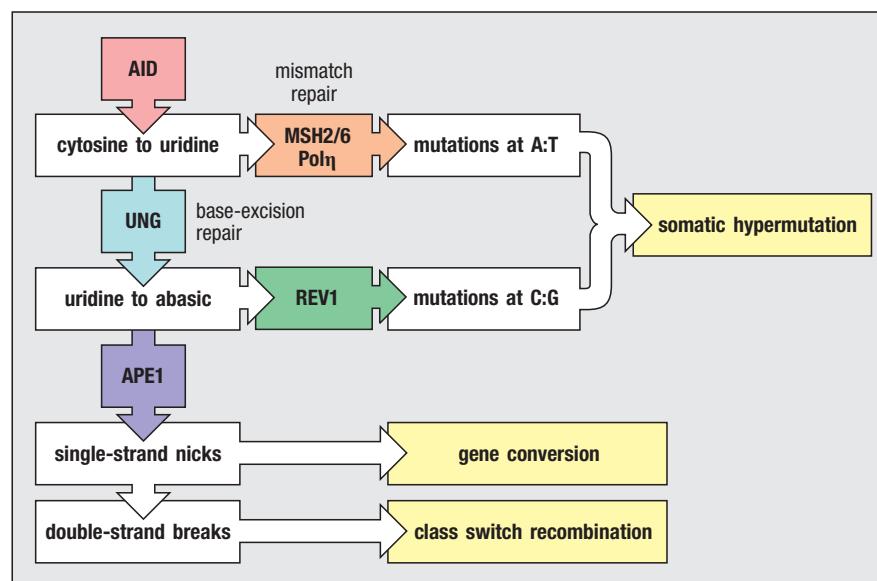 AID
mismatch
repair
cytosine to uridine
MSH2/6
Polη
mutations at A:T
UNG
base-excision
repair
somatic hypermutation
uridine to abasic
REV1
mutations at C:G
APE1
single-strand nicks
gene conversion
double-strand breaks
class switch recombination